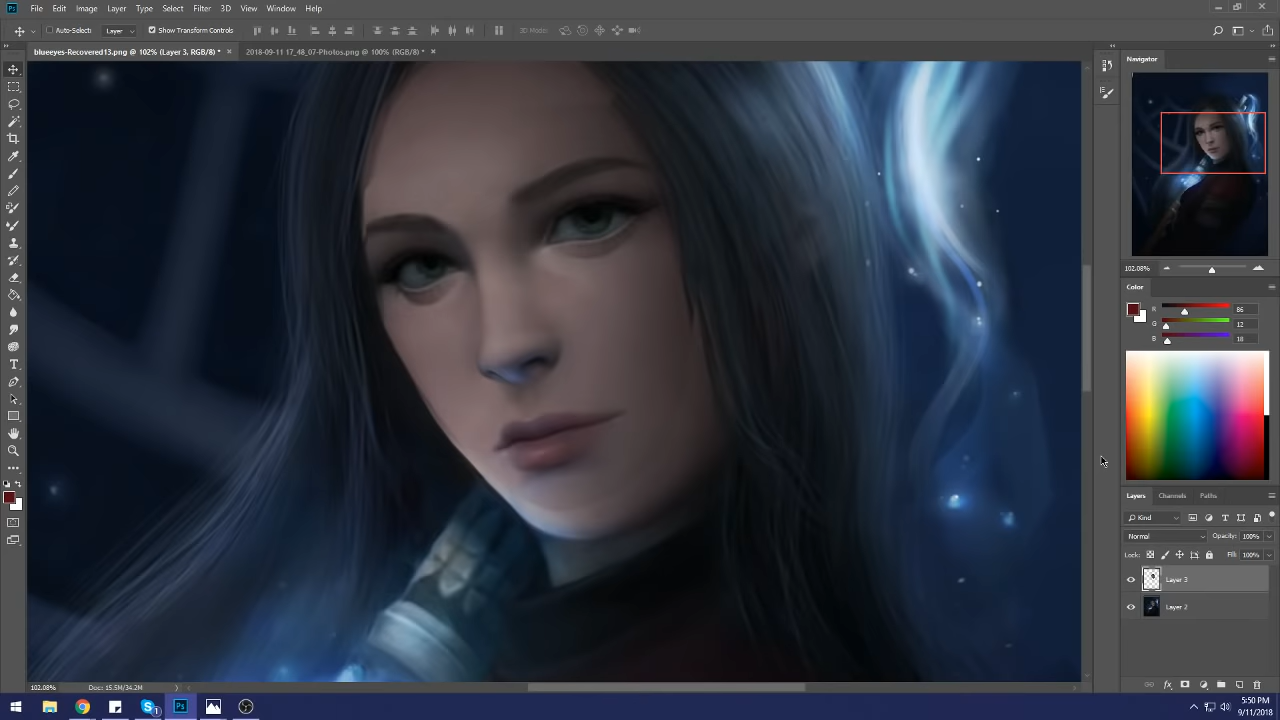 Ps File Edit Image Layer Type Select Filter 3D View Window Help
Auto-Select: Layer Show Transform Controls 3D Mode:
blueeyes-Recovered13.png @ 102% (Layer 3, RGB/8) * × 2018-09-11 17_48_07-Photos.png @ 100% (RGB/8) * ×
Navigator
102.08%
Color
R 86
G 12
B 18
Layers Channels Paths
Kind
Normal Opacity: 100%
Lock: Fill: 100%
Layer 3
Layer 2
102.08% Doc: 15.5M/34.2M
Ps
1
5:50 PM
9/11/2018